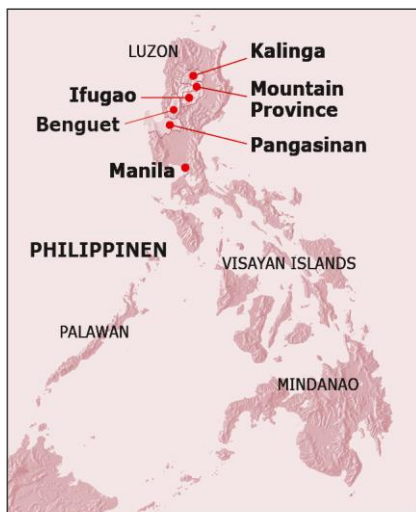 LUZON
Kalinga
Mountain
Province
Ifugao
Benguet
Pangasinan
Manila
PHILIPPINEN
VISAYAN ISLANDS
PALAWAN
MINDANAO